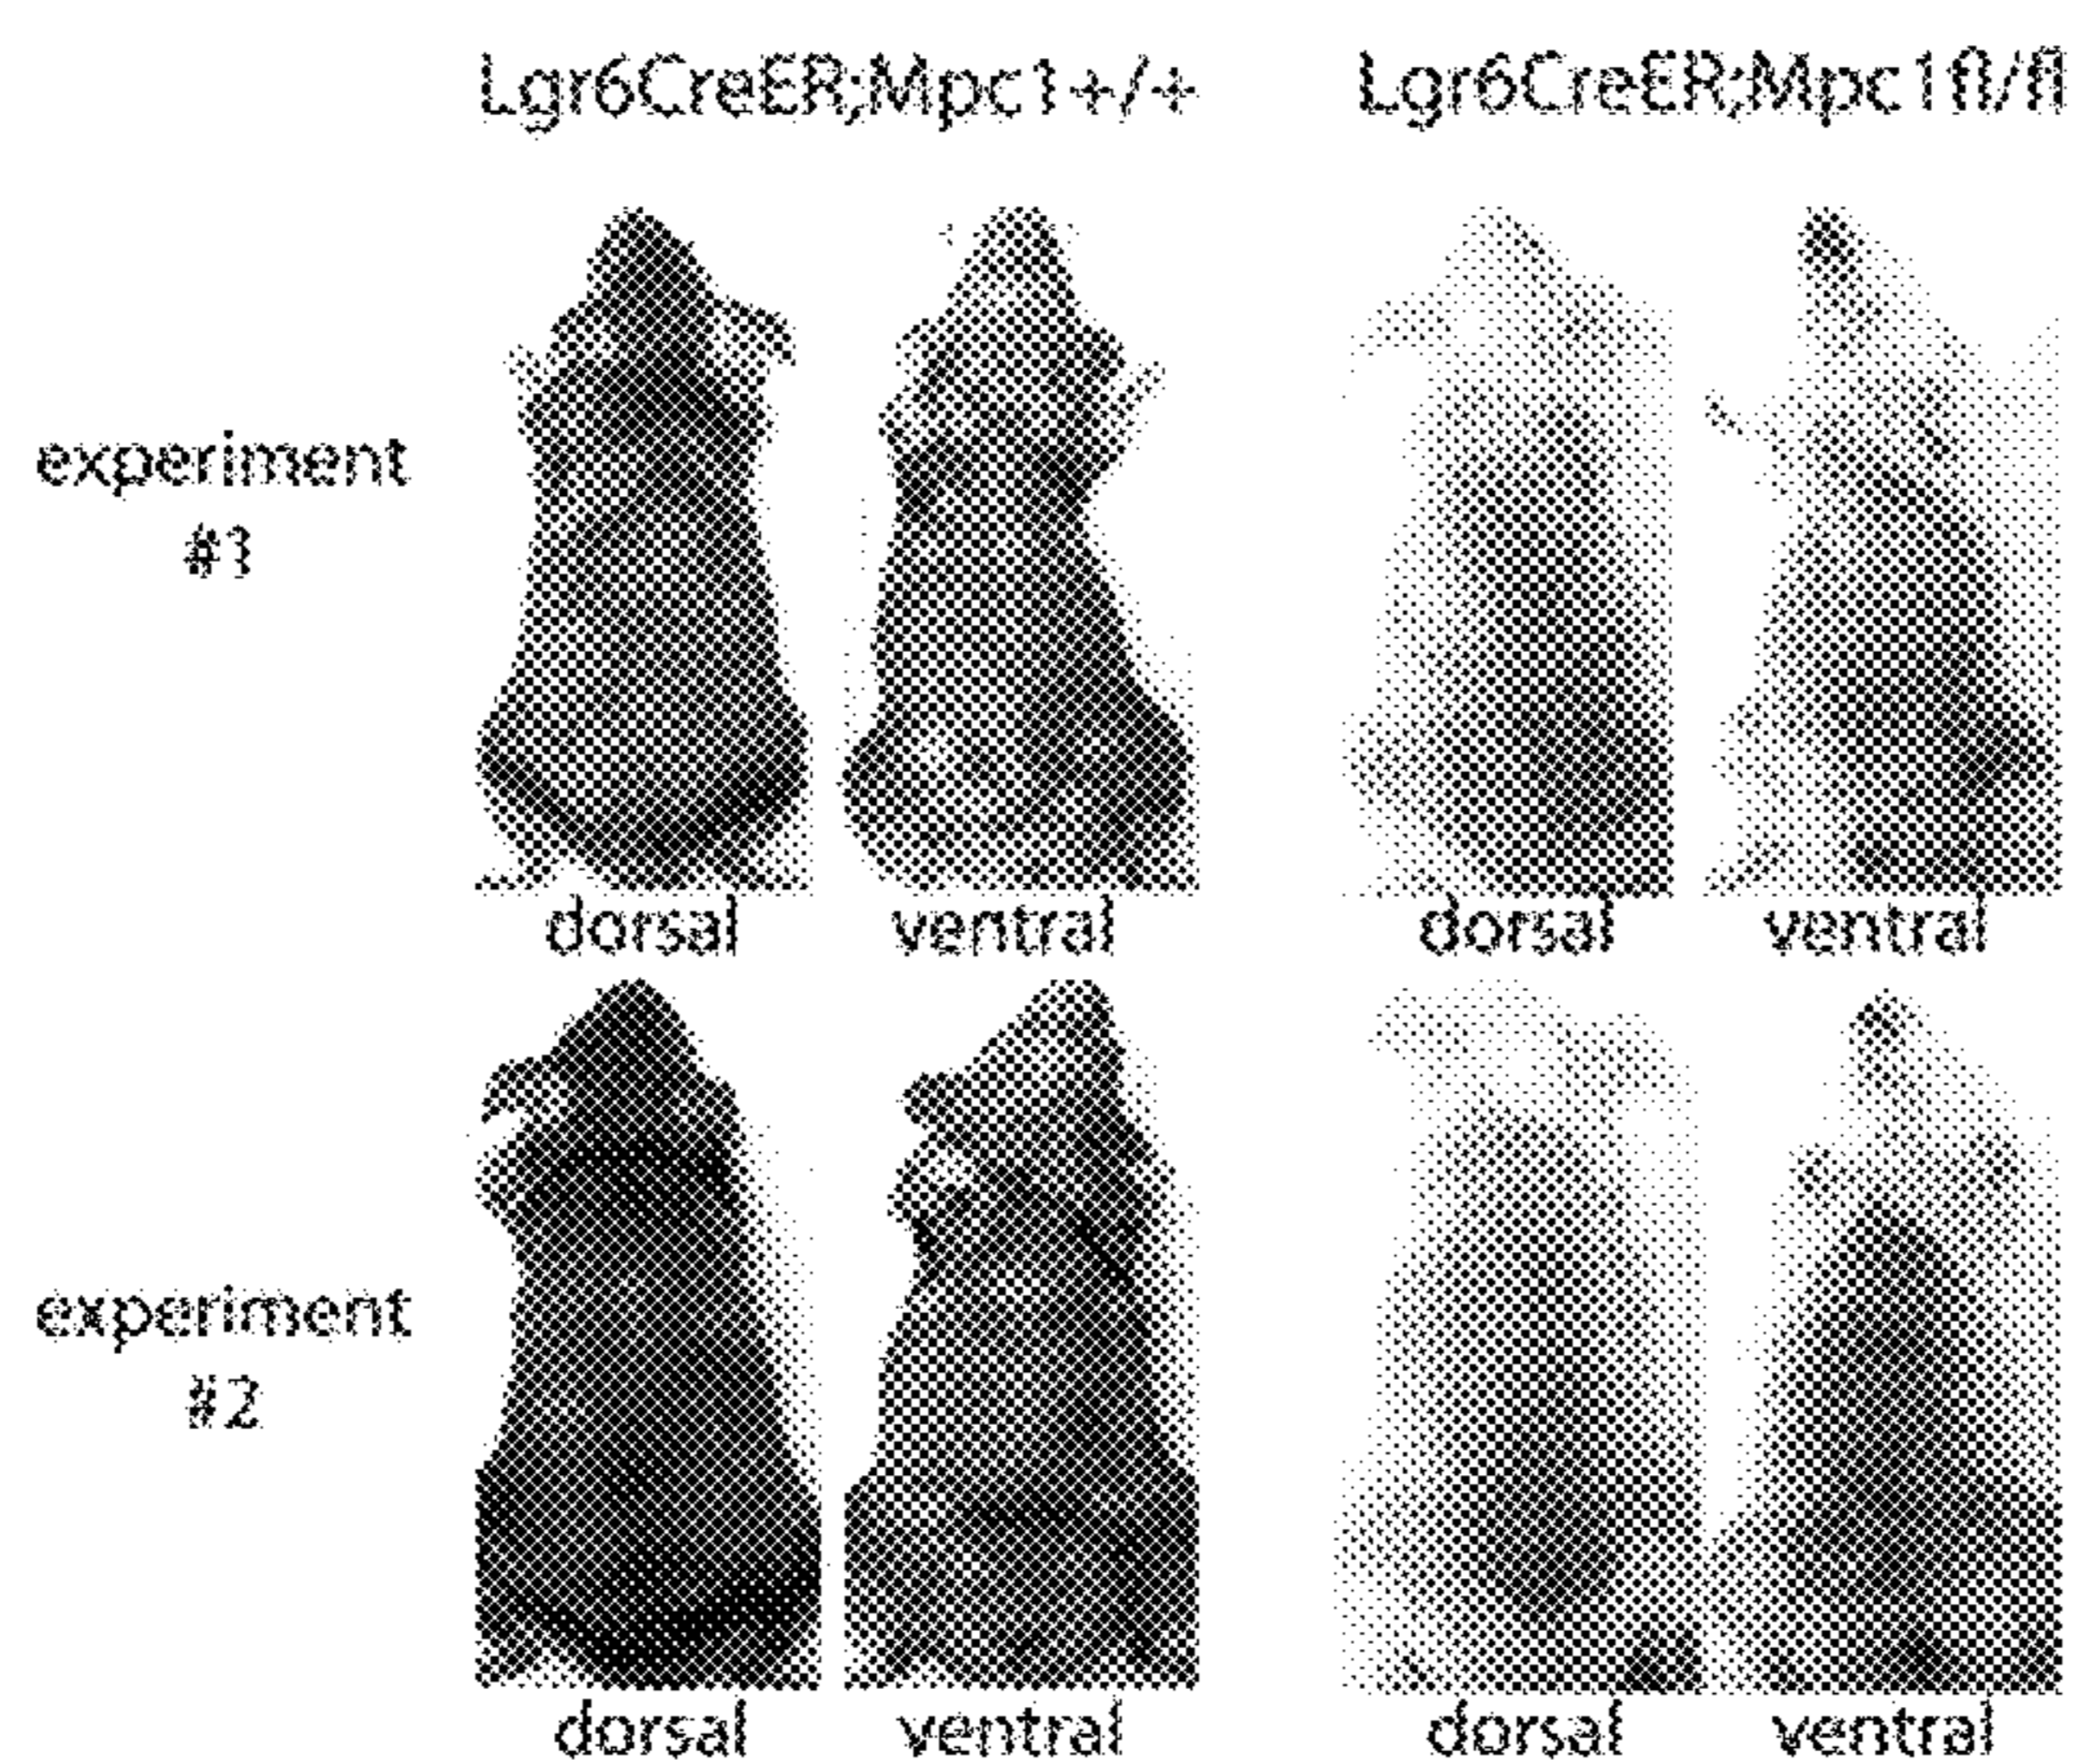 Lgr6CreER;Mpc1+/+ Lgr6CreER;Mpc1fl/fl
experiment
#1
dorsal ventral dorsal ventral
experiment
#2
dorsal ventral dorsal ventral